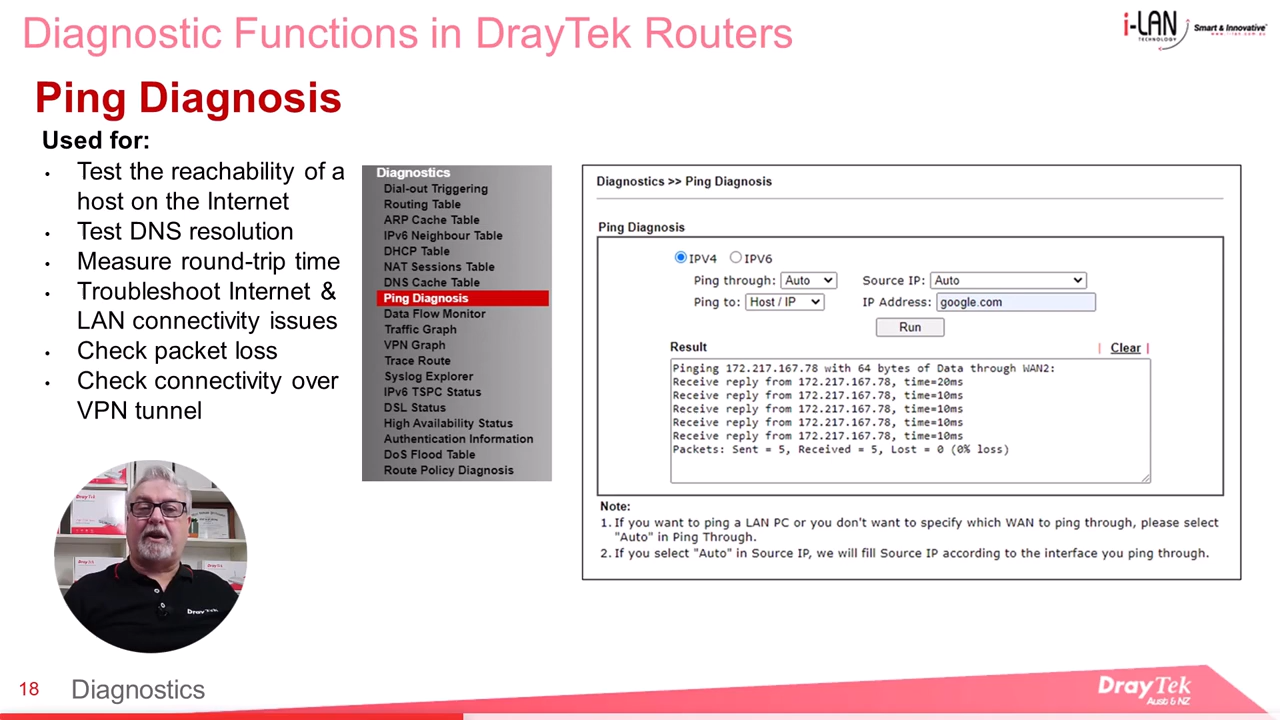 Diagnostic Functions in DrayTek Routers
i-LAN
TECHNOLOGY
Smart & Innovative
Ping Diagnosis
Used for:
• Test the reachability of a
host on the Internet
• Test DNS resolution
• Measure round-trip time
• Troubleshoot Internet &
LAN connectivity issues
• Check packet loss
• Check connectivity over
VPN tunnel
Diagnostics
Dial-out Triggering
Routing Table
ARP Cache Table
IPv6 Neighbour Table
DHCP Table
NAT Sessions Table
DNS Cache Table
Ping Diagnosis
Data Flow Monitor
Traffic Graph
VPN Graph
Trace Route
Syslog Explorer
IPv6 TSPC Status
DSL Status
High Availability Status
Authentication Information
DoS Flood Table
Route Policy Diagnosis
Diagnostics >> Ping Diagnosis
Ping Diagnosis
IPV4 IPV6
Ping through: Auto Source IP: Auto
Ping to: Host / IP IP Address: google.com
Run
Result | Clear |
Pinging 172.217.167.78 with 64 bytes of Data through WAN2:
Receive reply from 172.217.167.78, time=20ms
Receive reply from 172.217.167.78, time=10ms
Receive reply from 172.217.167.78, time=10ms
Receive reply from 172.217.167.78, time=10ms
Receive reply from 172.217.167.78, time=10ms
Packets: Sent = 5, Received = 5, Lost = 0 (0% loss)
Note:
1. If you want to ping a LAN PC or you don't want to specify which WAN to ping through, please select
"Auto" in Ping Through.
2. If you select "Auto" in Source IP, we will fill Source IP according to the interface you ping through.
DrayTek
18 Diagnostics
DrayTek
Aust & NZ